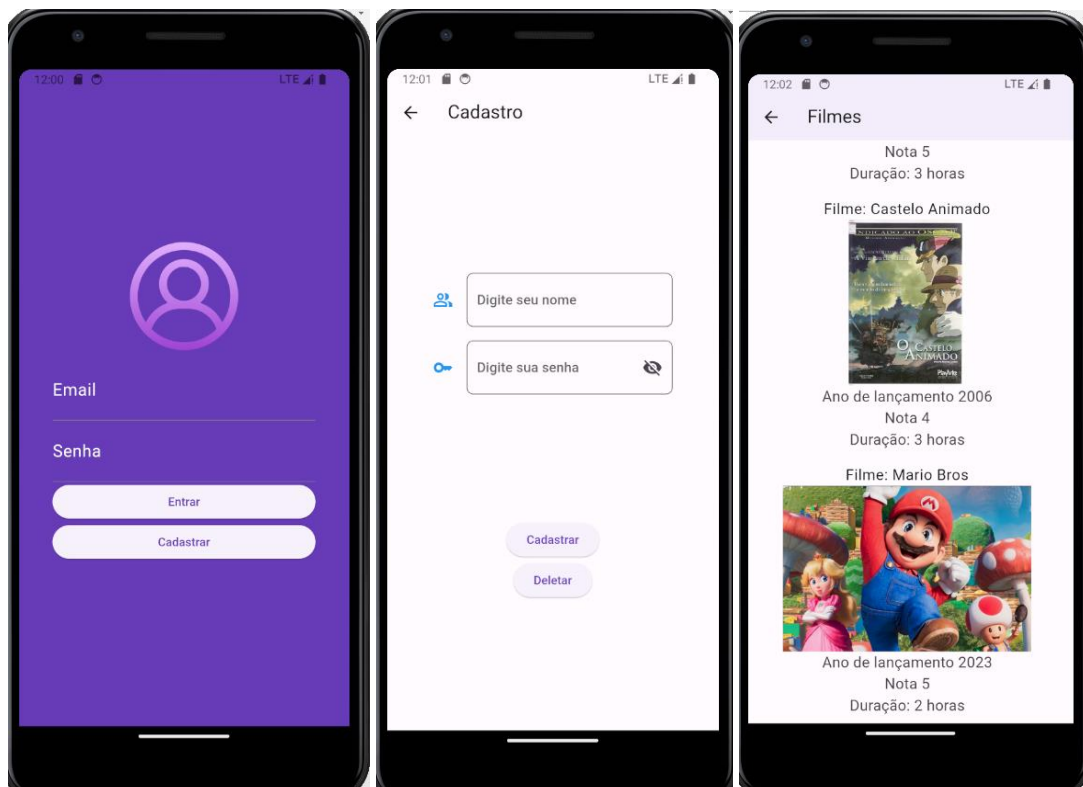 12:00
LTE
Email
Senha
Entrar
Cadastrar
12:01
LTE
Cadastro
Digite seu nome
Digite sua senha
Cadastrar
Deletar
12:02
LTE
Filmes
Nota 5
Duração: 3 horas
Filme: Castelo Animado
O CASTELO
ANIMADO
PlayArte
Ano de lançamento 2006
Nota 4
Duração: 3 horas
Filme: Mario Bros
M
Ano de lançamento 2023
Nota 5
Duração: 2 horas